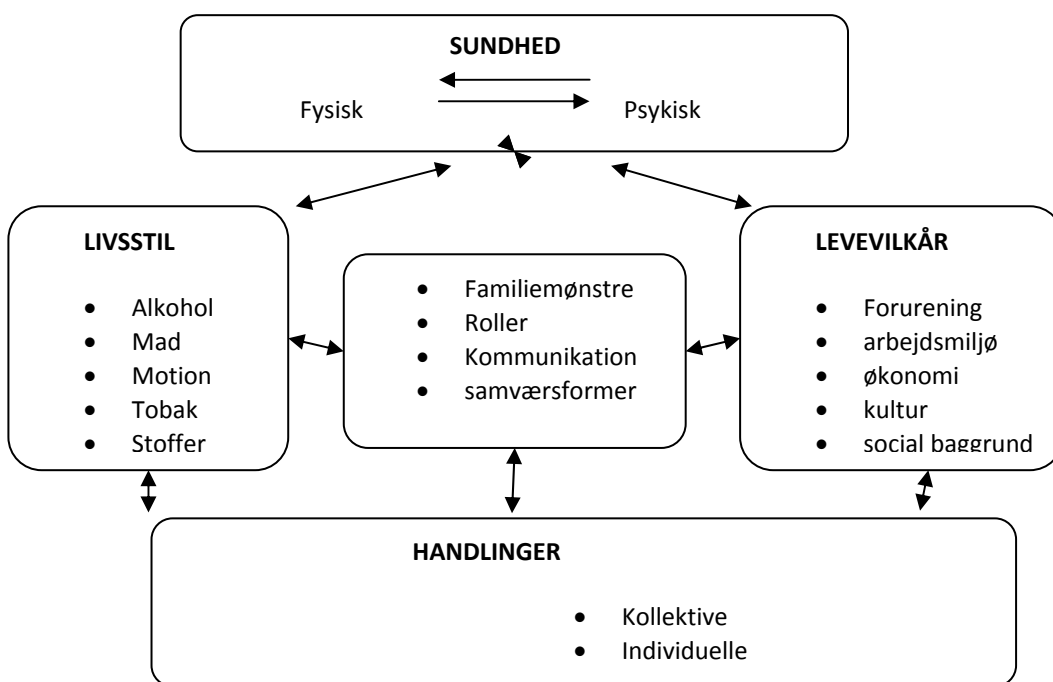 SUNDHED
Fysisk Psykisk
LIVSSTIL
• Alkohol
• Mad
• Motion
• Tobak
• Stoffer
• Familiemønstre
• Roller
• Kommunikation
• samværsformer
LEVEVILKÅR
• Forurening
• arbejdsmiljø
• økonomi
• kultur
• social baggrund
HANDLINGER
• Kollektive
• Individuelle